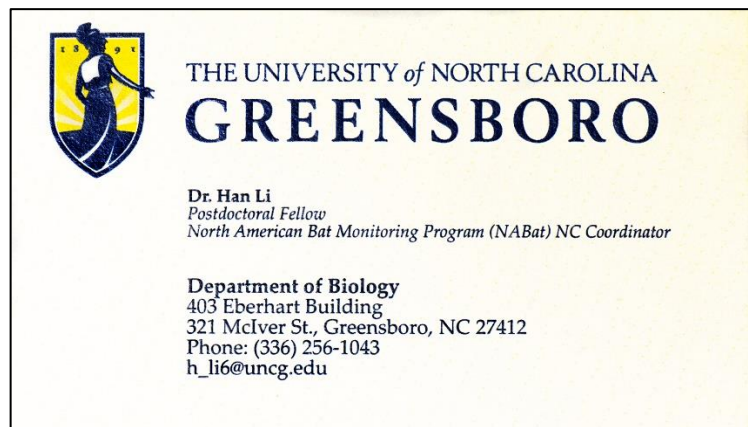 1891
THE UNIVERSITY of NORTH CAROLINA
GREENSBORO
Dr. Han Li
Postdoctoral Fellow
North American Bat Monitoring Program (NABat) NC Coordinator
Department of Biology
403 Eberhart Building
321 McIver St., Greensboro, NC 27412
Phone: (336) 256-1043
h_li6@uncg.edu